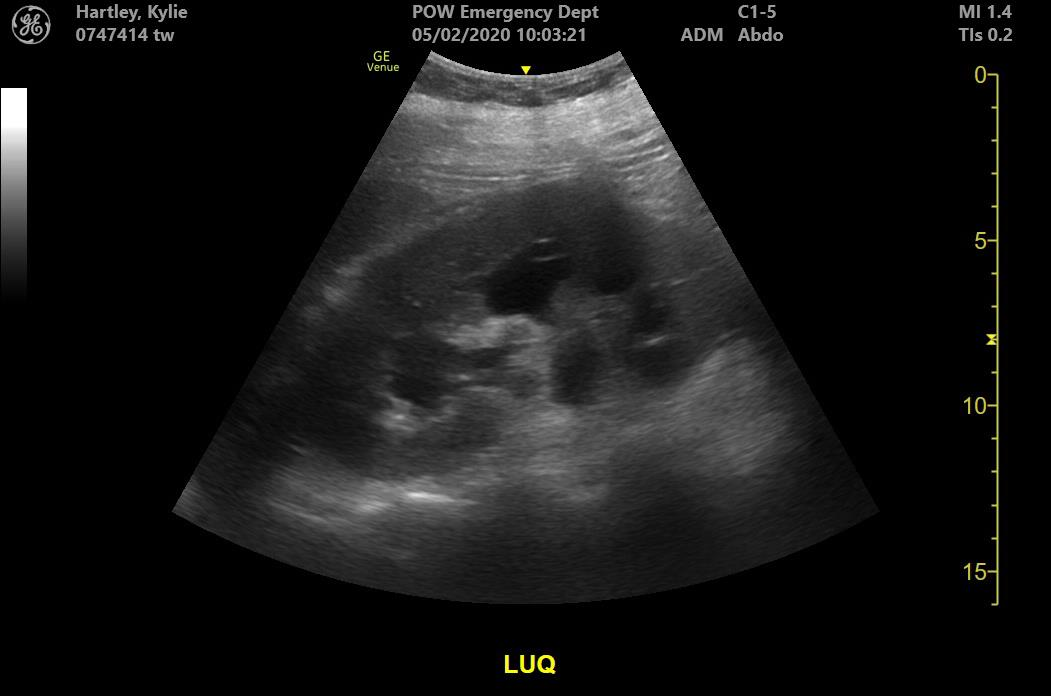 Hartley, Kylie POW Emergency Dept C1-5 MI 1.4
0747414 tw 05/02/2020 10:03:21 ADM Abdo TIs 0.2
GE
Venue
0
5
10
15
LUQ